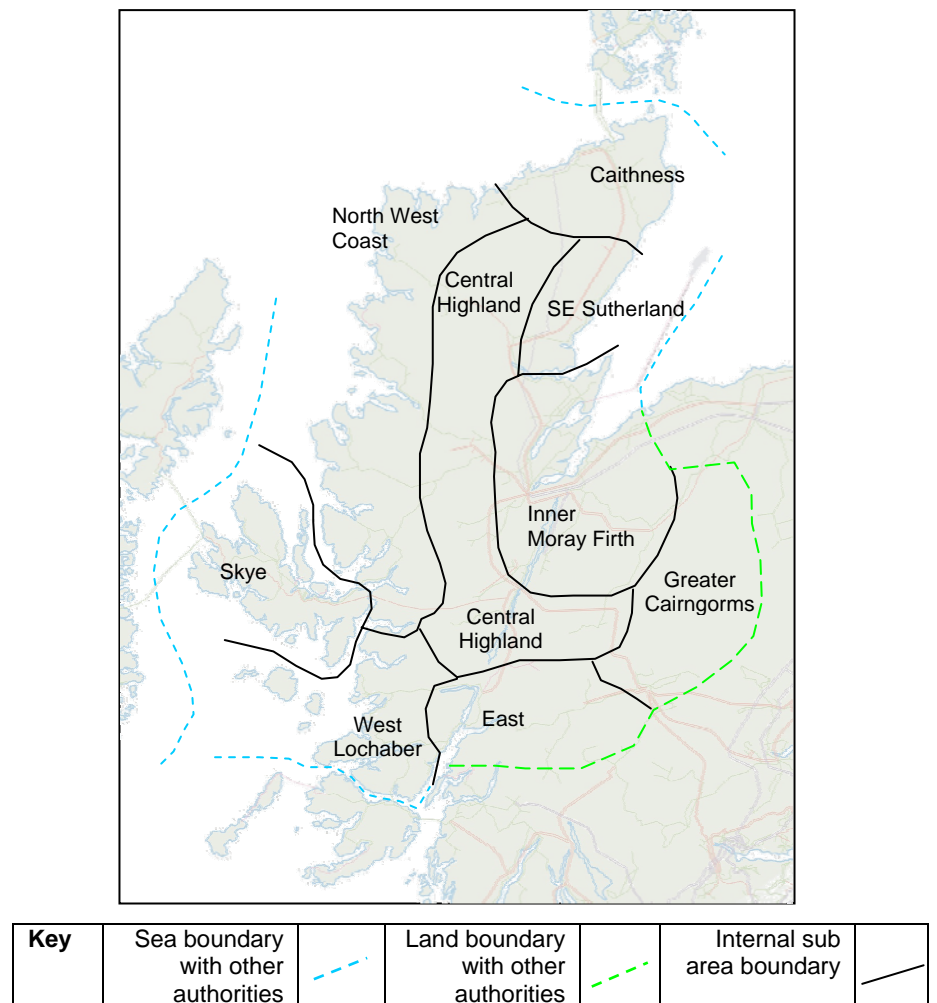 Caithness
North West
Coast
Central
Highland
SE Sutherland
Inner
Moray Firth
Skye
Greater
Cairngorms
Central
Highland
East
West
Lochaber
Key
Sea boundary
with other
authorities
Land boundary
with other
authorities
Internal sub
area boundary